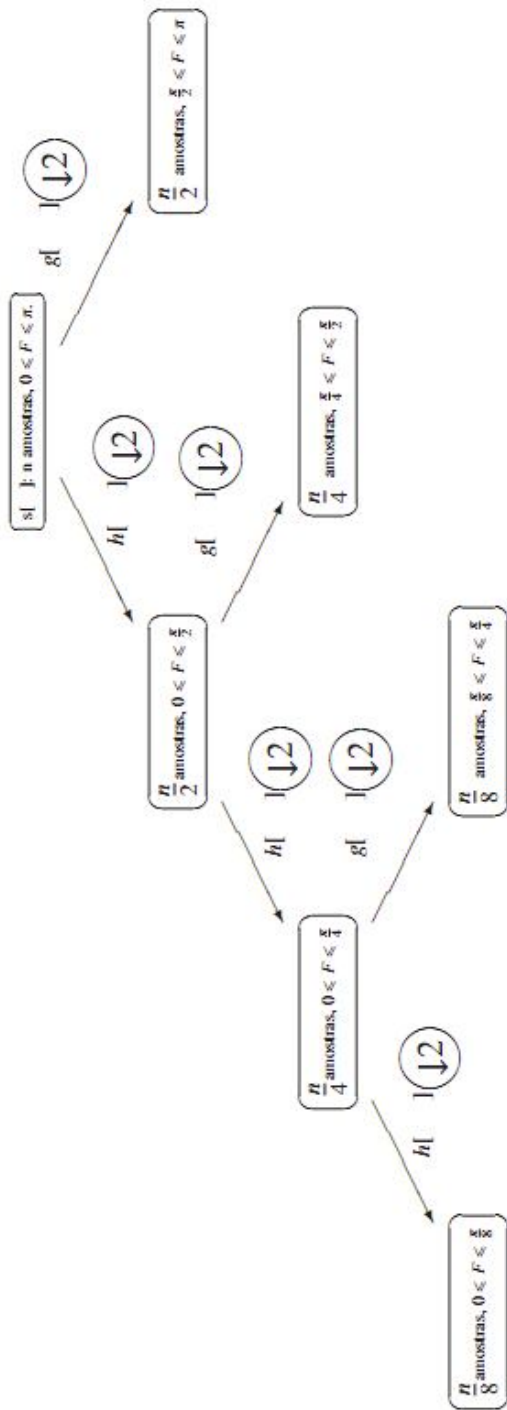 s[ ]: n amostras, 0 ⩽ F ⩽ π.
h[ ] ↓2
g[ ] ↓2
n/2 amostras, 0 ⩽ F ⩽ π/2
n/2 amostras, π/2 ⩽ F ⩽ π
h[ ] ↓2
g[ ] ↓2
n/4 amostras, 0 ⩽ F ⩽ π/4
n/4 amostras, π/4 ⩽ F ⩽ π/2
h[ ] ↓2
g[ ] ↓2
n/8 amostras, 0 ⩽ F ⩽ π/8
n/8 amostras, π/8 ⩽ F ⩽ π/4